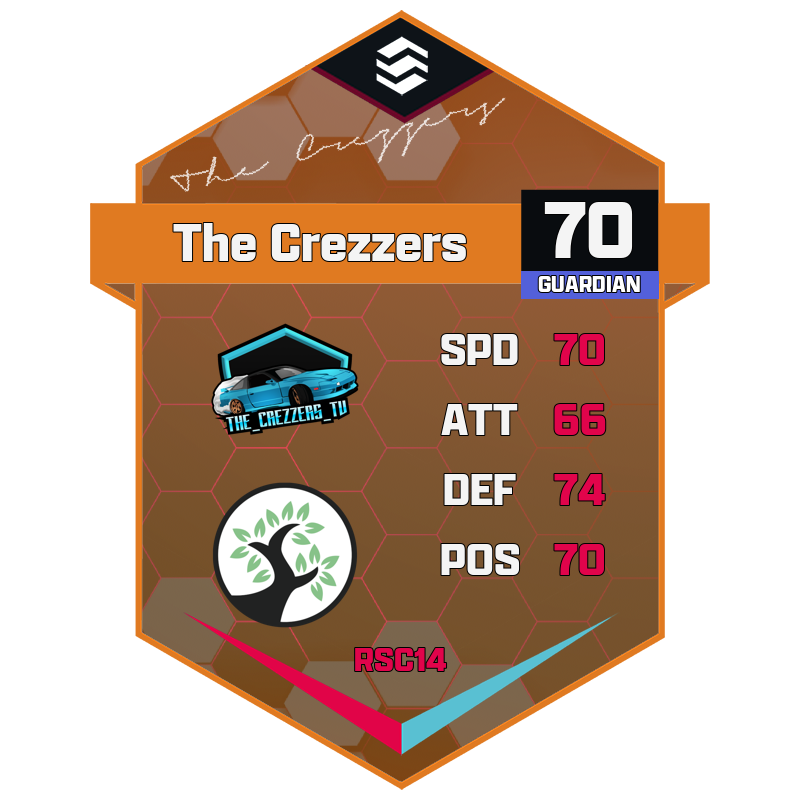 The Crezzers
The Crezzers
70
GUARDIAN
SPD 70
ATT 66
DEF 74
POS 70
THE_CREZZERS_TV
RSC14